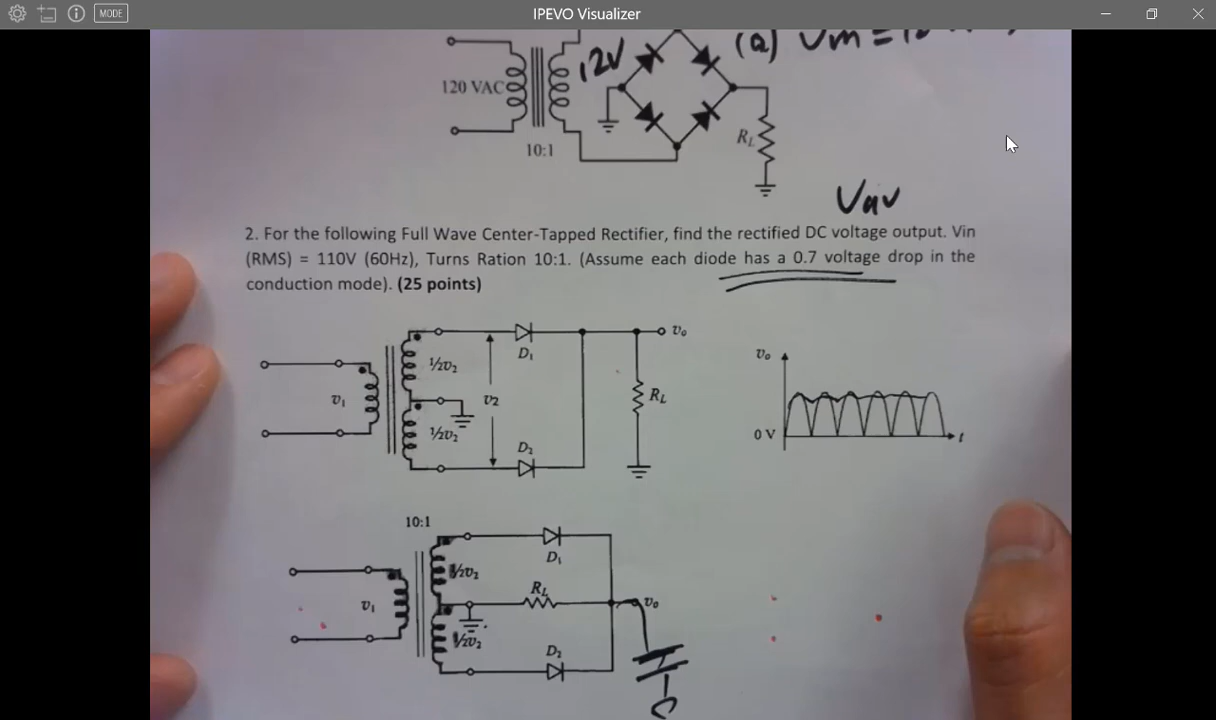 IPEVO Visualizer
MODE
12V
(a) Vm =
120 VAC
10:1
RL
Vav
2. For the following Full Wave Center-Tapped Rectifier, find the rectified DC voltage output. Vin
(RMS) = 110V (60Hz), Turns Ration 10:1. (Assume each diode has a 0.7 voltage drop in the
conduction mode). (25 points)
v₁
½v₂
½v₂
v2
D₁
D₂
vₒ
RL
vₒ
0 V
t
10:1
v₁
½v₂
½v₂
D₁
RL
D₂
vₒ
C